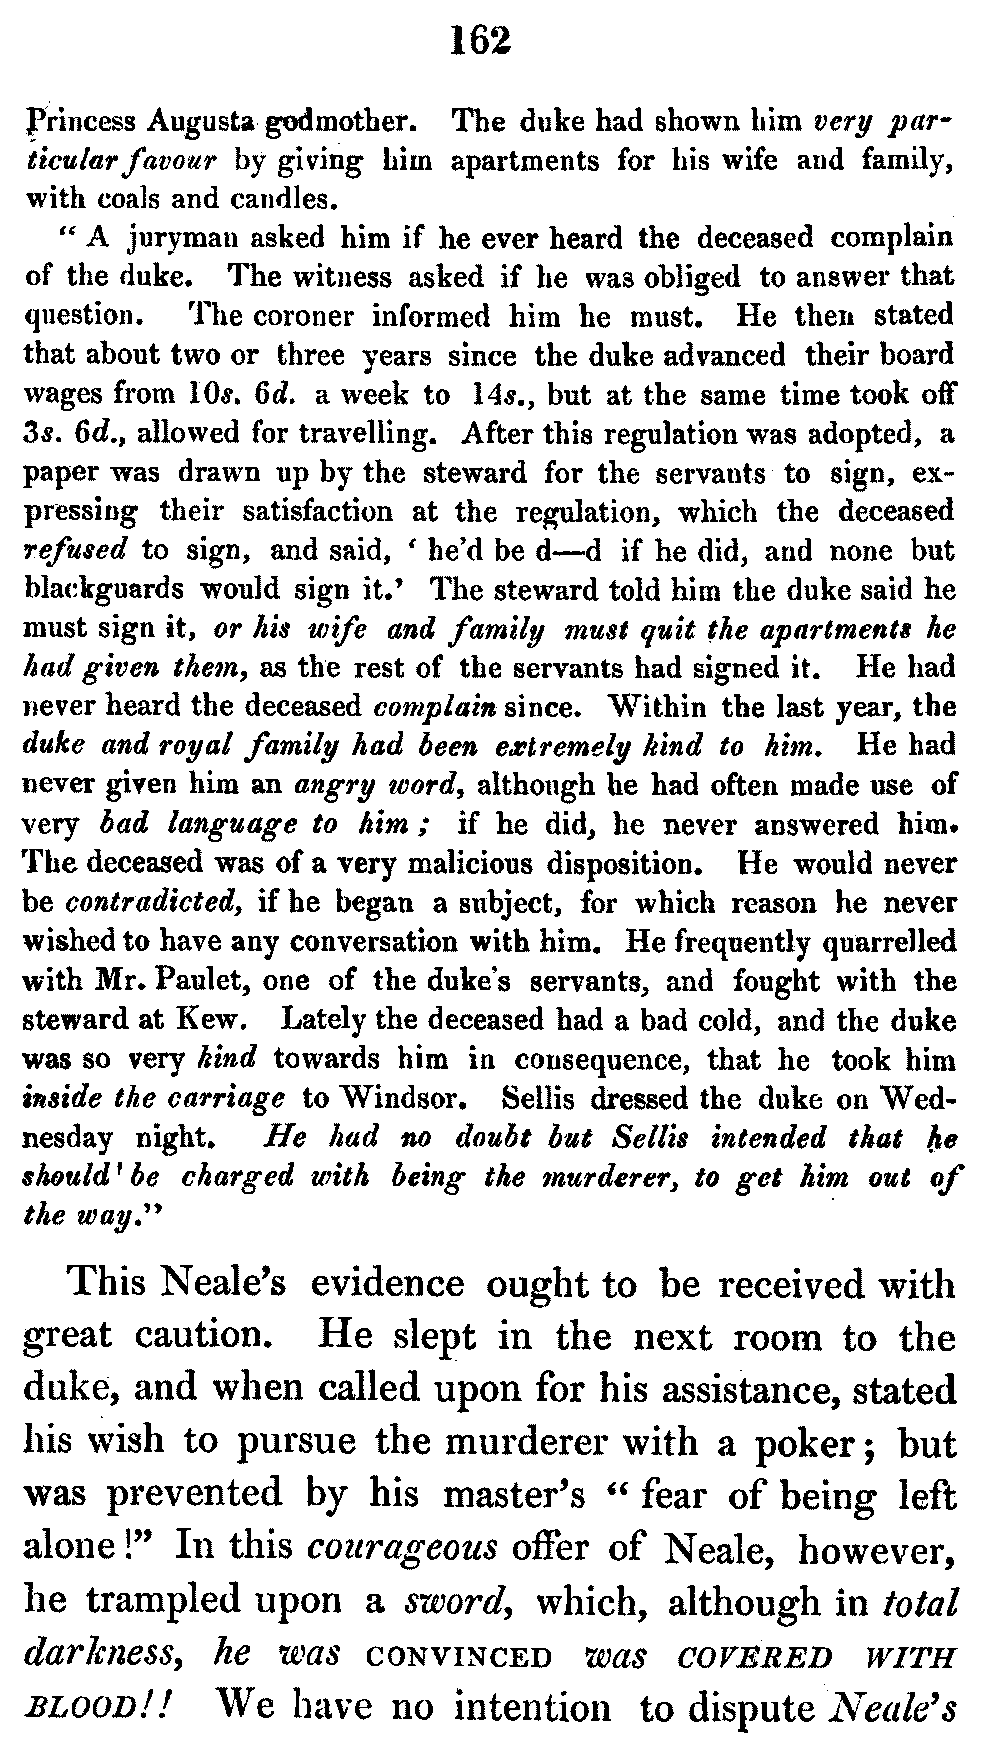 162
Princess Augusta godmother. The duke had shown him very par-
ticular favour by giving him apartments for his wife and family,
with coals and candles.
“ A juryman asked him if he ever heard the deceased complain
of the duke. The witness asked if he was obliged to answer that
question. The coroner informed him he must. He then stated
that about two or three years since the duke advanced their board
wages from 10s. 6d. a week to 14s., but at the same time took off
3s. 6d., allowed for travelling. After this regulation was adopted, a
paper was drawn up by the steward for the servants to sign, ex-
pressing their satisfaction at the regulation, which the deceased
refused to sign, and said, ‘ he’d be d—d if he did, and none but
blackguards would sign it.’ The steward told him the duke said he
must sign it, or his wife and family must quit the apartments he
had given them, as the rest of the servants had signed it. He had
never heard the deceased complain since. Within the last year, the
duke and royal family had been extremely kind to him. He had
never given him an angry word, although he had often made use of
very bad language to him ; if he did, he never answered him.
The deceased was of a very malicious disposition. He would never
be contradicted, if he began a subject, for which reason he never
wished to have any conversation with him. He frequently quarrelled
with Mr. Paulet, one of the duke’s servants, and fought with the
steward at Kew. Lately the deceased had a bad cold, and the duke
was so very kind towards him in consequence, that he took him
inside the carriage to Windsor. Sellis dressed the duke on Wed-
nesday night. He had no doubt but Sellis intended that he
should be charged with being the murderer, to get him out of
the way.”
This Neale’s evidence ought to be received with
great caution. He slept in the next room to the
duke, and when called upon for his assistance, stated
his wish to pursue the murderer with a poker ; but
was prevented by his master’s “ fear of being left
alone !” In this courageous offer of Neale, however,
he trampled upon a sword, which, although in total
darkness, he was CONVINCED was COVERED WITH
BLOOD! ! We have no intention to dispute Neale’s